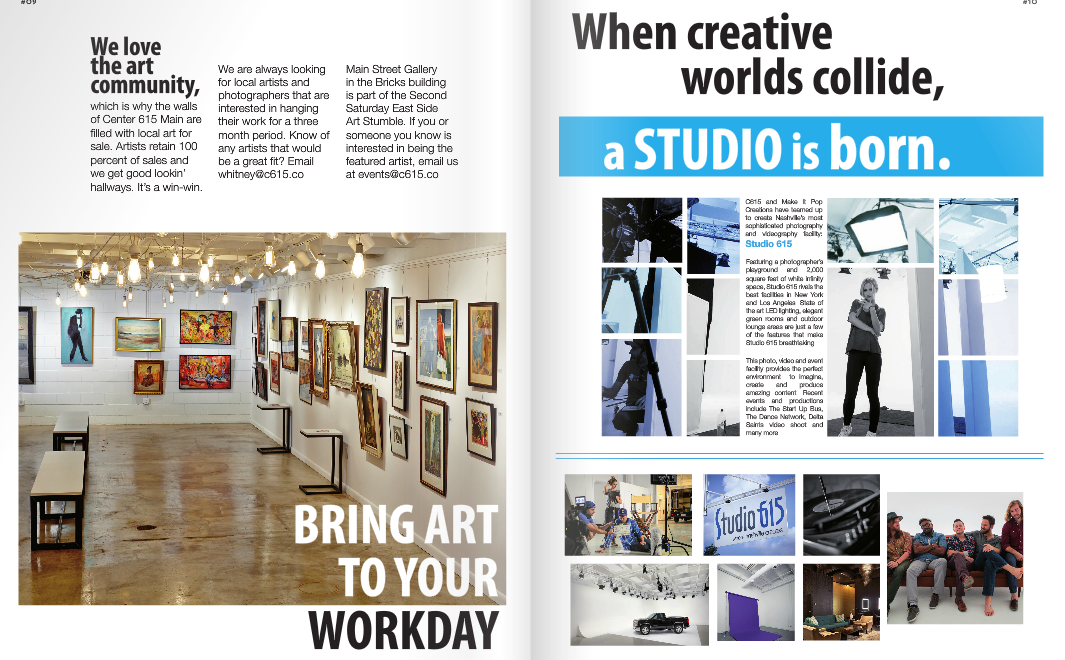 #09
We love
the art
community,
which is why the walls
of Center 615 Main are
filled with local art for
sale. Artists retain 100
percent of sales and
we get good lookin'
hallways. It's a win-win.
We are always looking
for local artists and
photographers that are
interested in hanging
their work for a three
month period. Know of
any artists that would
be a great fit? Email
whitney@c615.co
Main Street Gallery
in the Bricks building
is part of the Second
Saturday East Side
Art Stumble. If you or
someone you know is
interested in being the
featured artist, email us
at events@c615.co
BRING ART
TO YOUR
WORKDAY
#10
When creative
worlds collide,
a STUDIO is born.
C615 and Make It Pop
Creations have teamed up
to create Nashville's most
sophisticated photography
and videography facility:
Studio 615
Featuring a photographer's
playground and 2,000
square feet of white infinity
space, Studio 615 rivals the
best facilities in New York
and Los Angeles State of
the art LED lighting, elegant
green rooms and outdoor
lounge areas are just a few
of the features that make
Studio 615 breathtaking
This photo, video and event
facility provides the perfect
environment to imagine,
create and produce
amazing content Recent
events and productions
include The Start Up Bus,
The Dance Network, Delta
Saints video shoot and
many more
Studio 615